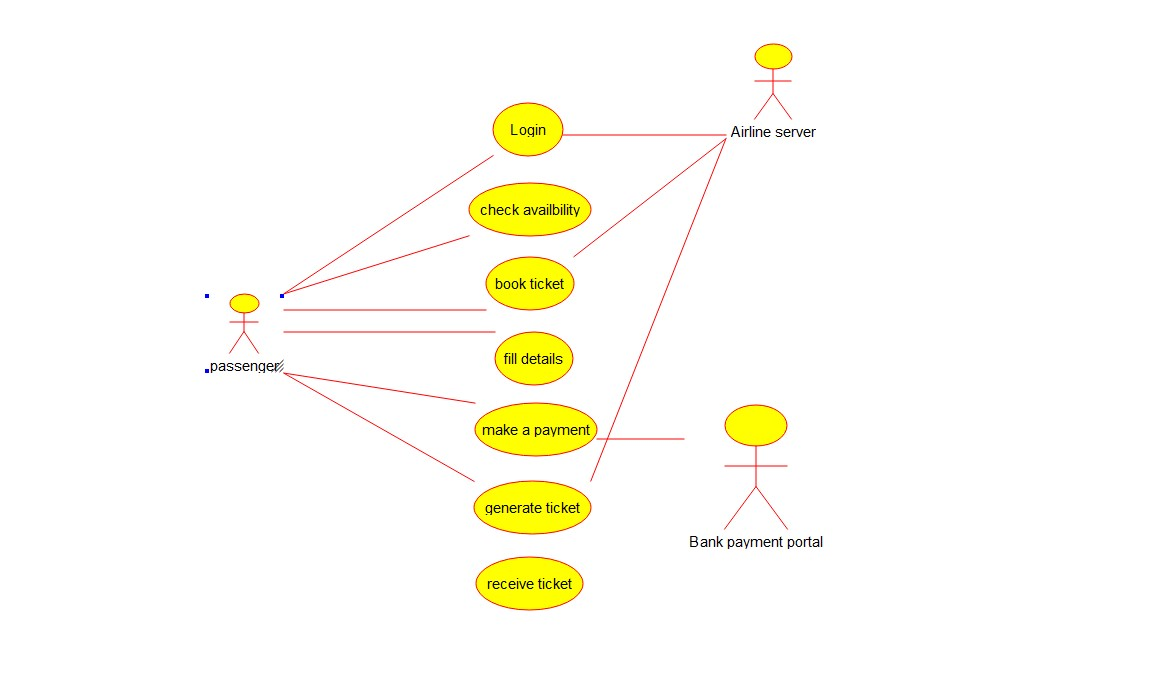 Login
Airline server
check availbility
book ticket
fill details
passenger
make a payment
generate ticket
Bank payment portal
receive ticket